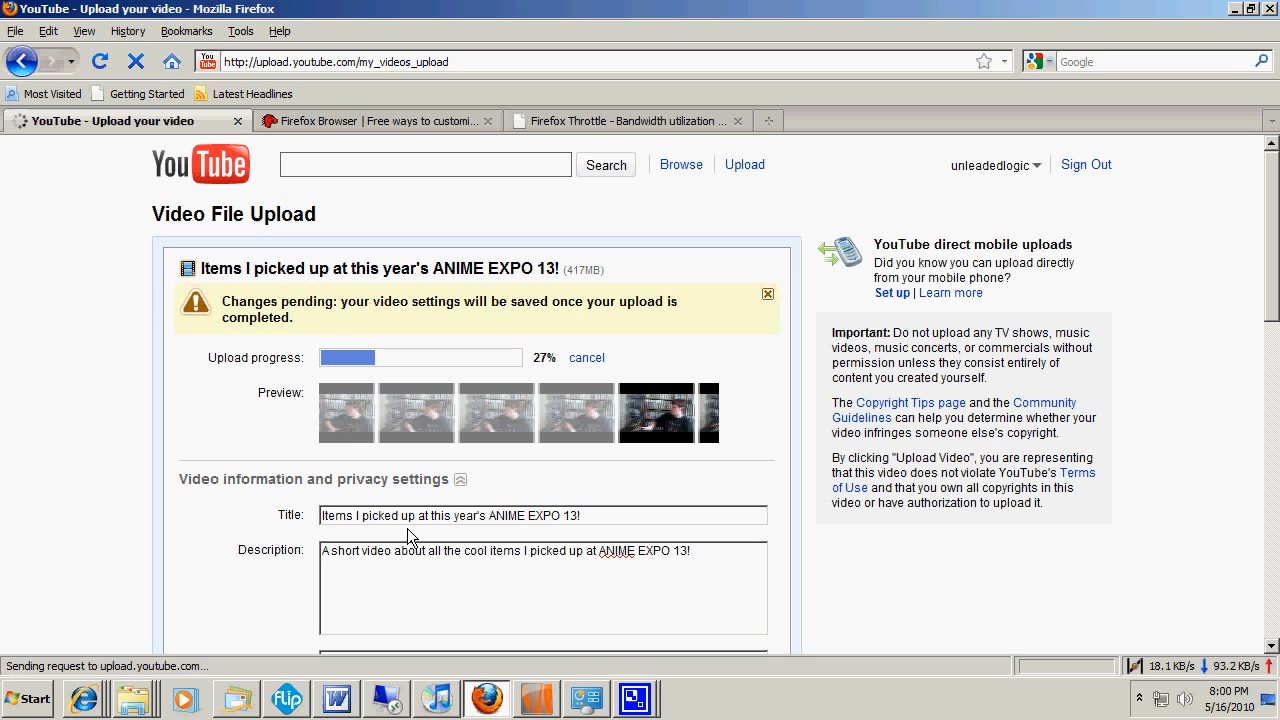 YouTube - Upload your video - Mozilla Firefox
File Edit View History Bookmarks Tools Help
You Tube http://upload.youtube.com/my_videos_upload Google
Most Visited Getting Started Latest Headlines
YouTube - Upload your video Firefox Browser | Free ways to customi... Firefox Throttle - Bandwidth utilization ...
YouTube Search Browse Upload unleadedlogic Sign Out
Video File Upload
Items I picked up at this year's ANIME EXPO 13! (417MB)
Changes pending: your video settings will be saved once your upload is
completed.
Upload progress: 27% cancel
Preview:
Video information and privacy settings
Title: Items I picked up at this year's ANIME EXPO 13!
Description: A short video about all the cool items I picked up at ANIME EXPO 13!
YouTube direct mobile uploads
Did you know you can upload directly
from your mobile phone?
Set up | Learn more
Important: Do not upload any TV shows, music
videos, music concerts, or commercials without
permission unless they consist entirely of
content you created yourself.
The Copyright Tips page and the Community
Guidelines can help you determine whether your
video infringes someone else's copyright.
By clicking "Upload Video", you are representing
that this video does not violate YouTube's Terms
of Use and that you own all copyrights in this
video or have authorization to upload it.
Sending request to upload.youtube.com... 18.1 KB/s 93.2 KB/s
Start flip W 8:00 PM
5/16/2010